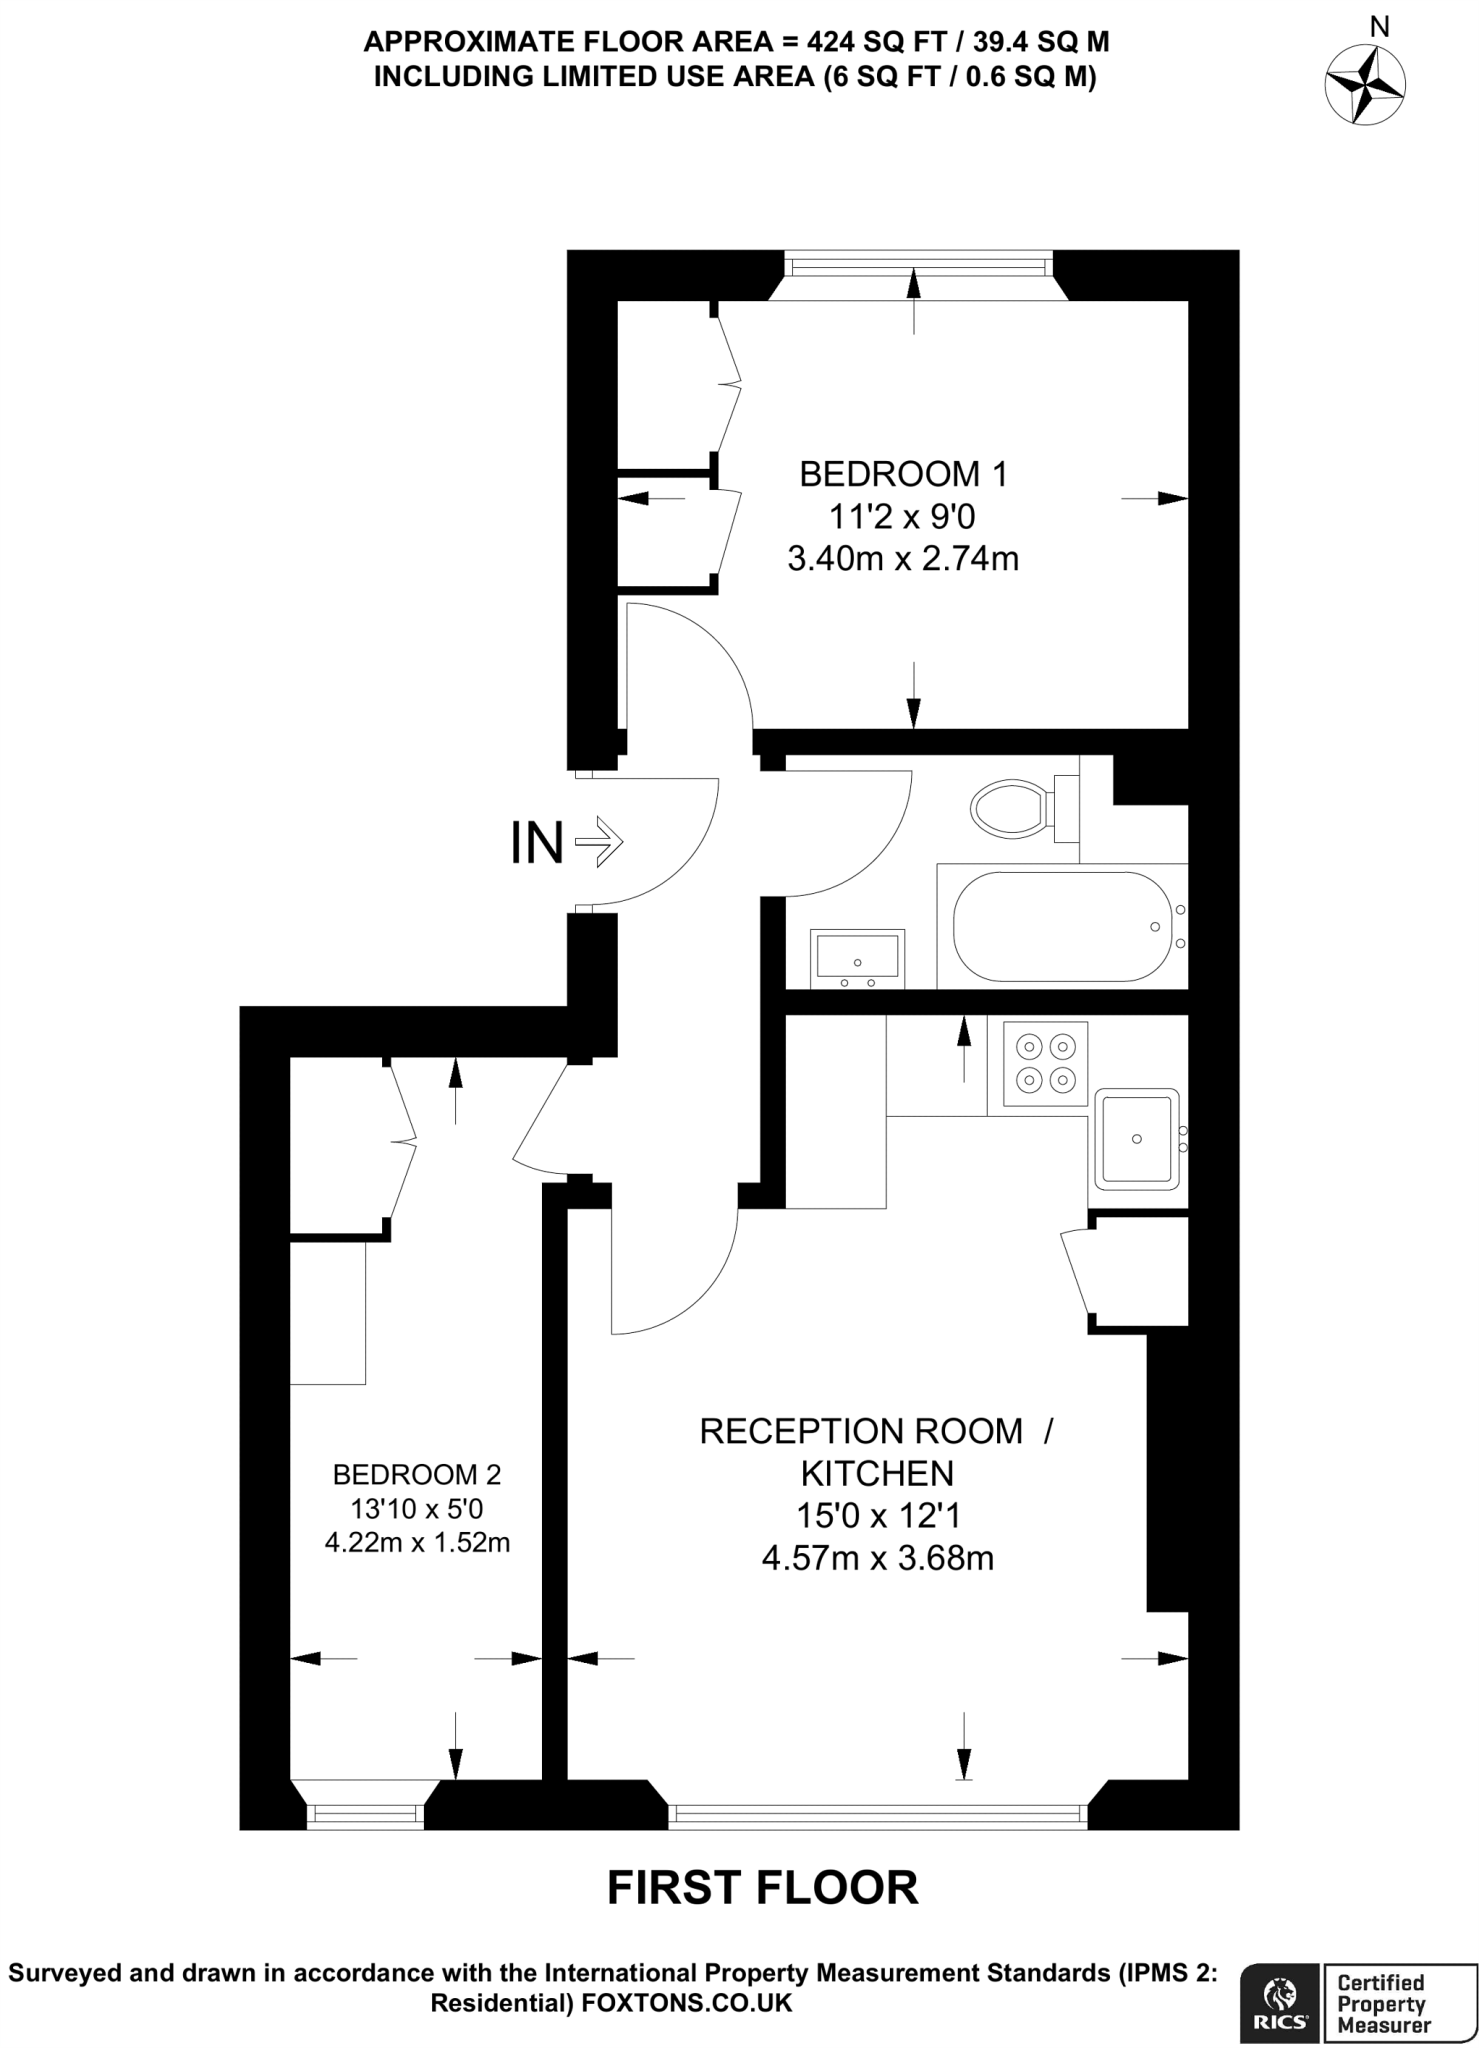 APPROXIMATE FLOOR AREA = 424 SQ FT / 39.4 SQ M
INCLUDING LIMITED USE AREA (6 SQ FT / 0.6 SQ M)
N
BEDROOM 1
11'2 x 9'0
3.40m x 2.74m
IN
RECEPTION ROOM /
KITCHEN
15'0 x 12'1
4.57m x 3.68m
BEDROOM 2
13'10 x 5'0
4.22m x 1.52m
FIRST FLOOR
Surveyed and drawn in accordance with the International Property Measurement Standards (IPMS 2:
Residential) FOXTONS.CO.UK
RICS
Certified
Property
Measurer